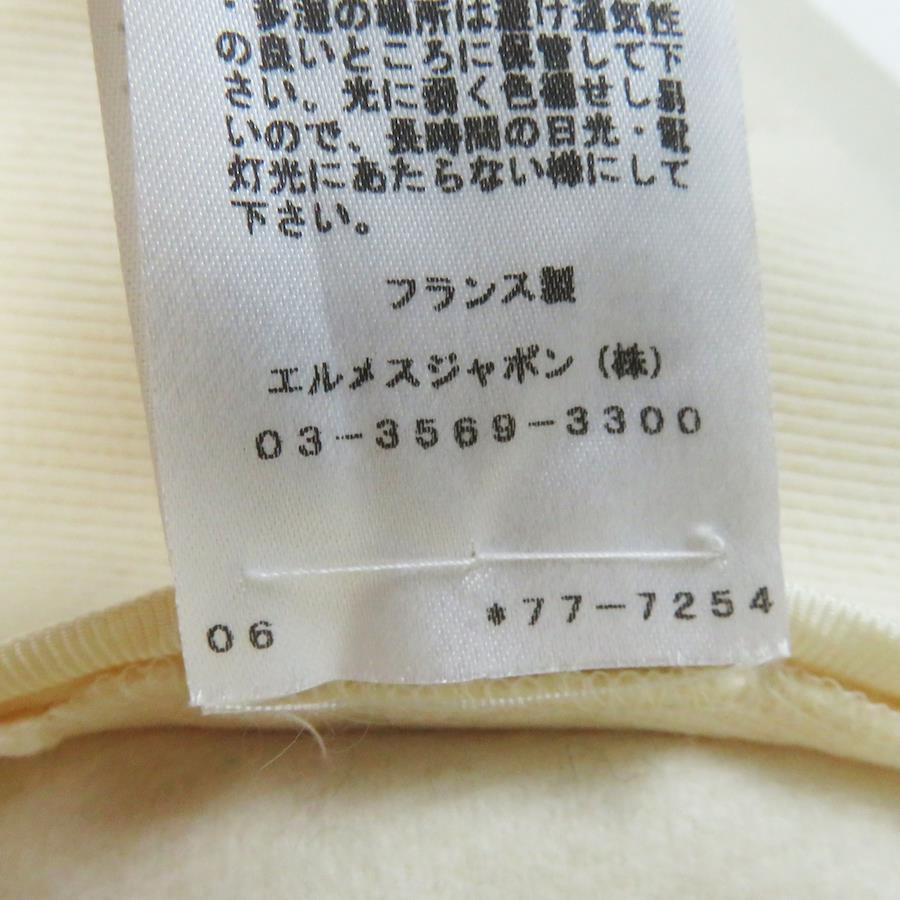 ・多湿の場所は避け通気性
の良いところに保管して下
さい。光に弱く色褪せし易
いので、長時間の日光・電
灯光にあたらない様にして
下さい。
フランス製
エルメスジャポン(株)
03-3569-3300
06 *77-7254